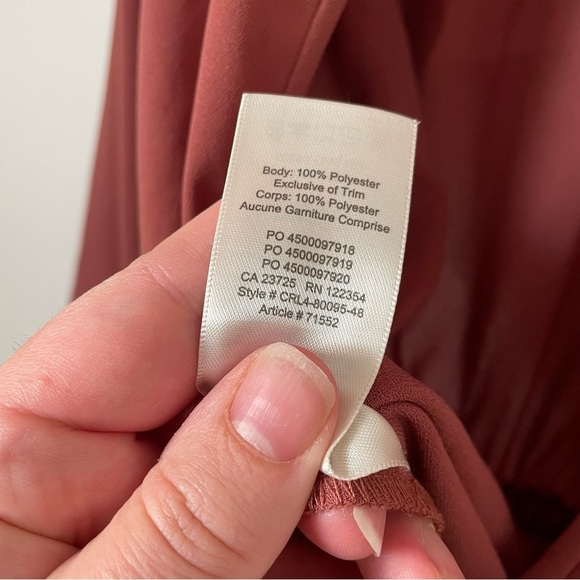 Body: 100% Polyester
Exclusive of Trim
Corps: 100% Polyester
Aucune Garniture Comprise
PO 4500097918
PO 4500097919
PO 4500097920
CA 23725 RN 122354
Style # CRL4-80095-48
Article # 71552